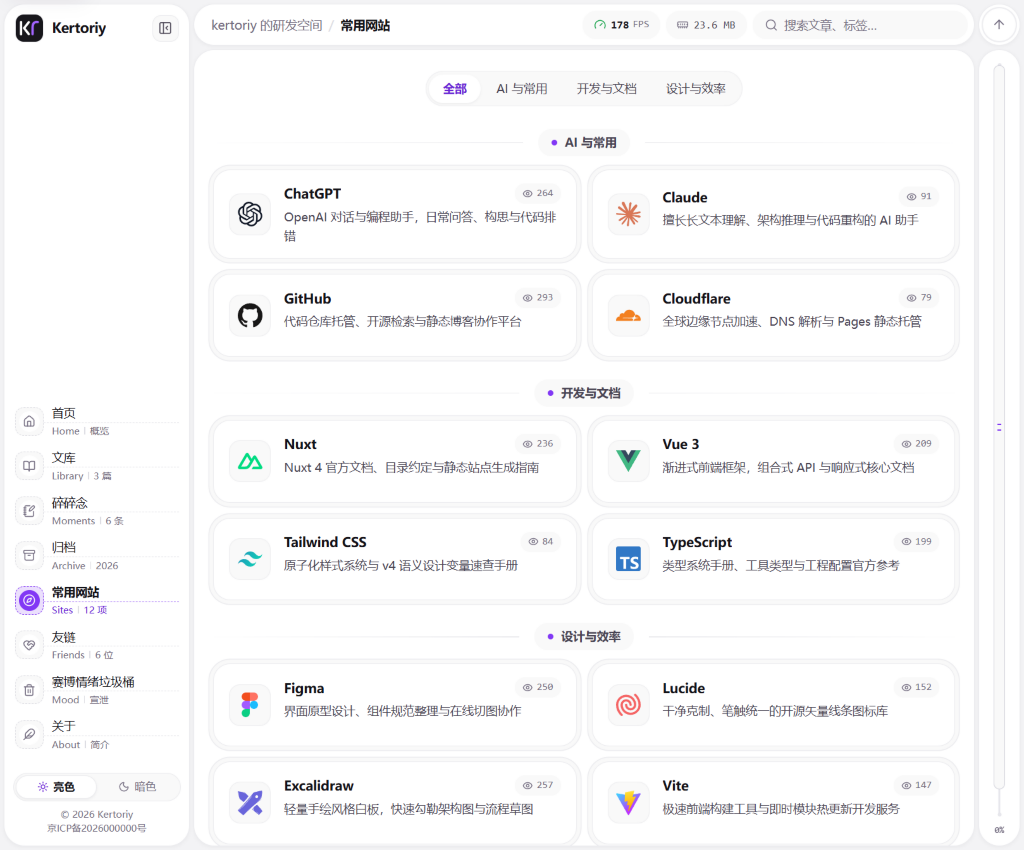 Kertoriy
kertoriy 的研发空间 / 常用网站
178 FPS
23.6 MB
搜索文章、标签...
首页
Home | 概览
文库
Library | 3 篇
碎碎念
Moments | 6 条
归档
Archive | 2026
常用网站
Sites | 12 项
友链
Friends | 6 位
赛博情绪垃圾桶
Mood | 宣泄
关于
About | 简介
亮色 暗色
© 2026 Kertoriy
京ICP备2026000000号
全部 AI 与常用 开发与文档 设计与效率
AI 与常用
ChatGPT 264
OpenAI 对话与编程助手，日常问答、构思与代码排
错
Claude 91
擅长长文本理解、架构推理与代码重构的 AI 助手
GitHub 293
代码仓库托管、开源检索与静态博客协作平台
Cloudflare 79
全球边缘节点加速、DNS 解析与 Pages 静态托管
开发与文档
Nuxt 236
Nuxt 4 官方文档、目录约定与静态站点生成指南
Vue 3 209
渐进式前端框架，组合式 API 与响应式核心文档
Tailwind CSS 84
原子化样式系统与 v4 语义设计变量速查手册
TypeScript 199
类型系统手册、工具类型与工程配置官方参考
TS
设计与效率
Figma 250
界面原型设计、组件规范整理与在线切图协作
Lucide 152
干净克制、笔触统一的开源矢量线条图标库
Excalidraw 257
轻量手绘风格白板，快速勾勒架构图与流程草图
Vite 147
极速前端构建工具与即时模块热更新开发服务
0%